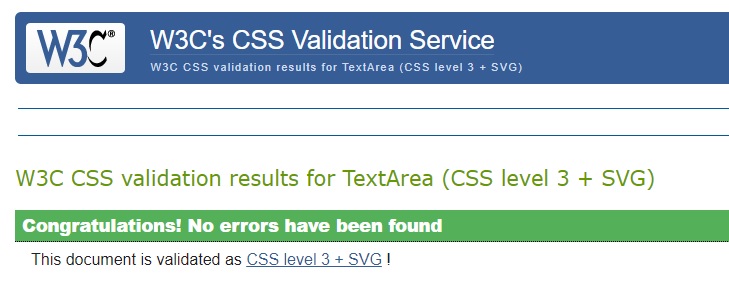 W3C®
W3C's CSS Validation Service
W3C CSS validation results for TextArea (CSS level 3 + SVG)
W3C CSS validation results for TextArea (CSS level 3 + SVG)
Congratulations! No errors have been found
This document is validated as CSS level 3 + SVG !